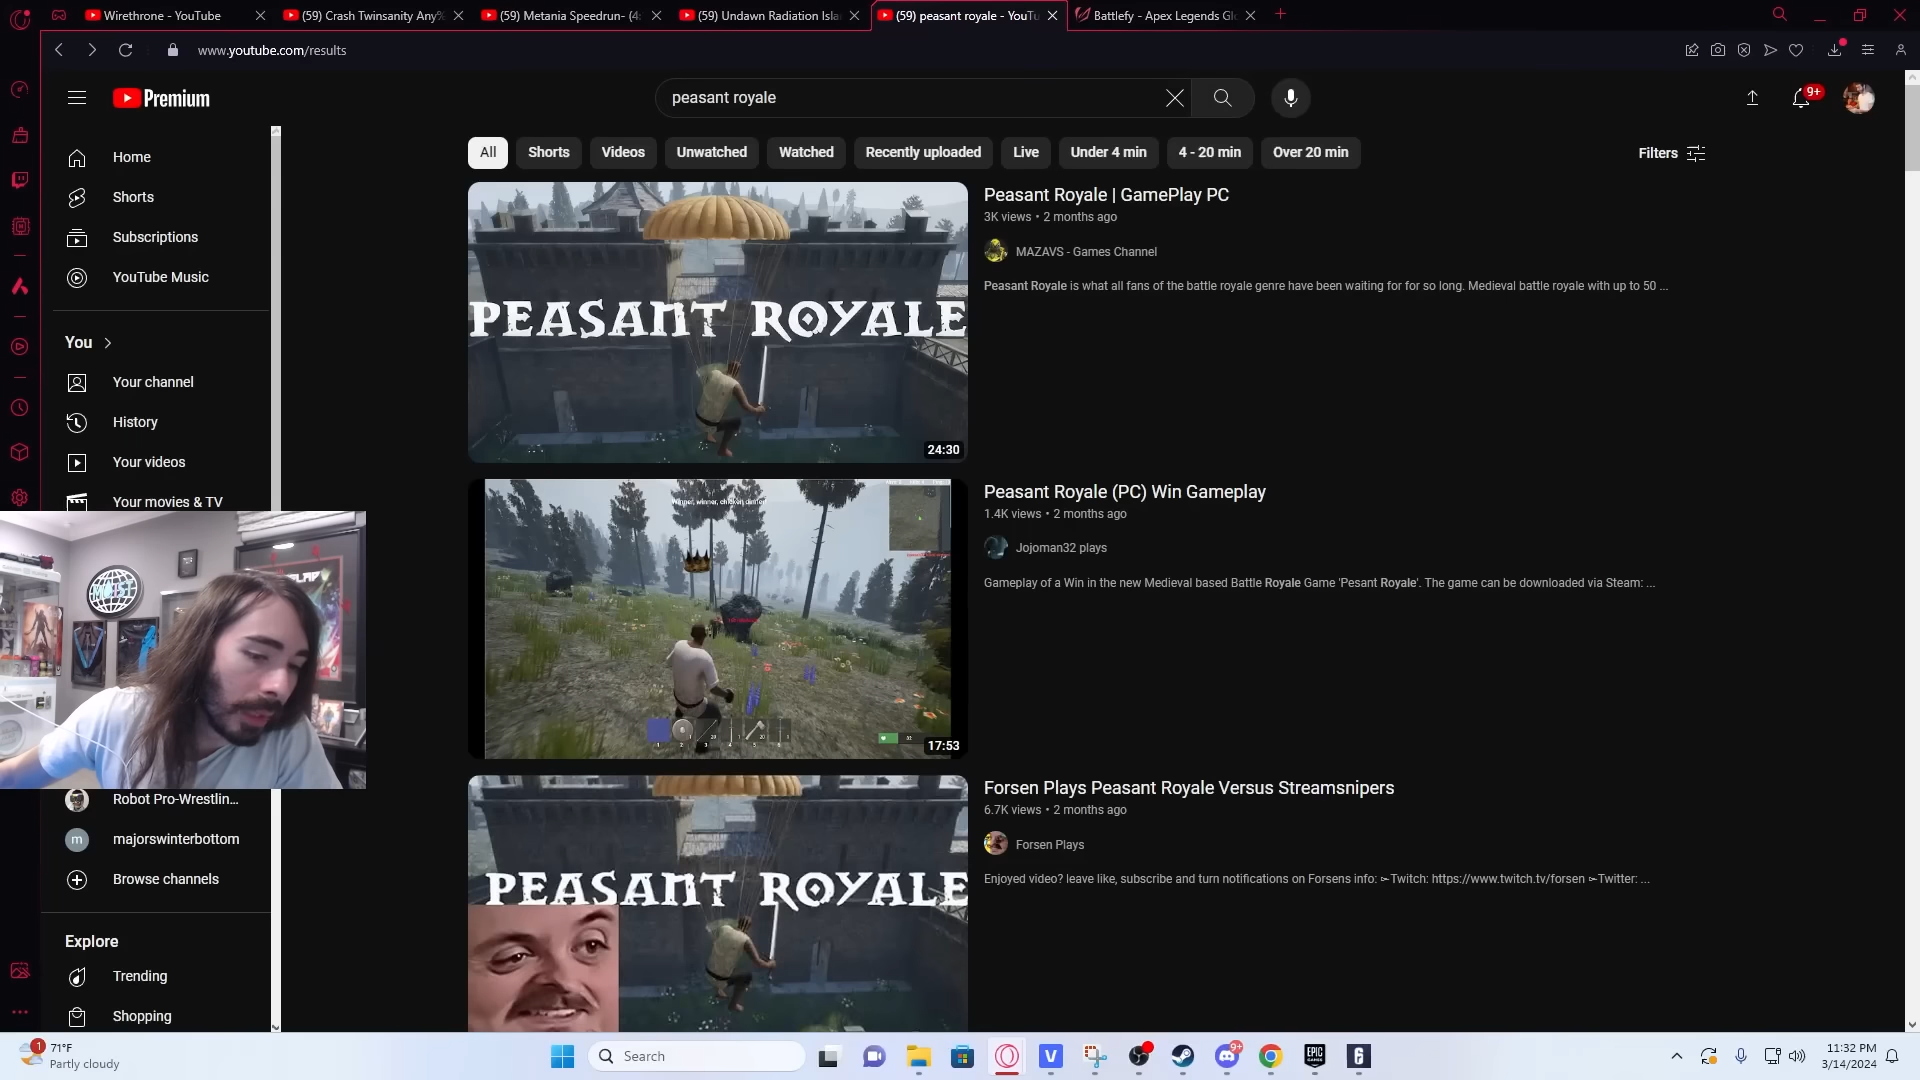 Wirethrone - YouTube
(59) Crash Twinsanity Any%
(59) Metania Speedrun- (4
(59) Undawn Radiation Isla
(59) peasant royale - YouTu
Battlefy - Apex Legends Gl
www.youtube.com/results
Premium
peasant royale
9+
All
Shorts
Videos
Unwatched
Watched
Recently uploaded
Live
Under 4 min
4 - 20 min
Over 20 min
Filters
Home
Shorts
Subscriptions
YouTube Music
You
Your channel
History
Your videos
Your movies & TV
Robot Pro-Wrestlin...
m
majorswinterbottom
Browse channels
Explore
Trending
Shopping
PEASANT ROYALE
24:30
Peasant Royale | GamePlay PC
3K views • 2 months ago
MAZAVS - Games Channel
Peasant Royale is what all fans of the battle royale genre have been waiting for for so long. Medieval battle royale with up to 50 ...
Winner, winner, chicken dinner
17:53
Peasant Royale (PC) Win Gameplay
1.4K views • 2 months ago
Jojoman32 plays
Gameplay of a Win in the new Medieval based Battle Royale Game 'Pesant Royale'. The game can be downloaded via Steam: ...
PEASANT ROYALE
Forsen Plays Peasant Royale Versus Streamsnipers
6.7K views • 2 months ago
Forsen Plays
Enjoyed video? leave like, subscribe and turn notifications on Forsens info: ➳Twitch: https://www.twitch.tv/forsen ➳Twitter: ...
MOIST
1
71°F
Partly cloudy
Search
V
9+
EPIC
GAMES
6
11:32 PM
3/14/2024